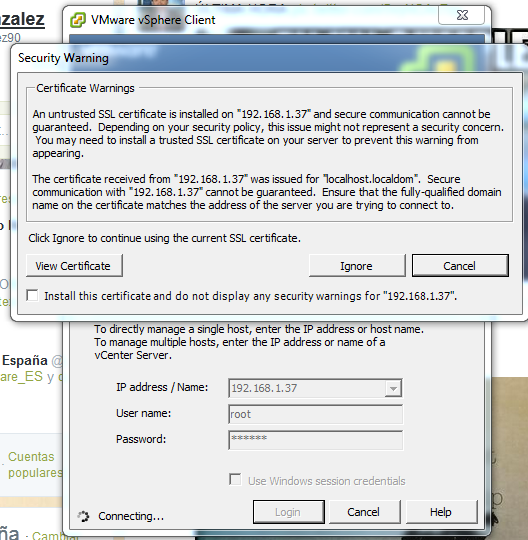 nzalez
ez90
VMware vSphere Client
Security Warning
Certificate Warnings
An untrusted SSL certificate is installed on "192.168.1.37" and secure communication cannot be
guaranteed. Depending on your security policy, this issue might not represent a security concern.
You may need to install a trusted SSL certificate on your server to prevent this warning from
appearing.
The certificate received from "192.168.1.37" was issued for "localhost.localdom". Secure
communication with "192.168.1.37" cannot be guaranteed. Ensure that the fully-qualified domain
name on the certificate matches the address of the server you are trying to connect to.
Click Ignore to continue using the current SSL certificate.
View Certificate
Ignore
Cancel
Install this certificate and do not display any security warnings for "192.168.1.37".
To directly manage a single host, enter the IP address or host name.
To manage multiple hosts, enter the IP address or name of a
vCenter Server.
España @
are_ES y
IP address / Name:
192.168.1.37
User name:
root
Password:
******
Use Windows session credentials
Cuentas
populares
Connecting...
Login
Cancel
Help
ña · Cambiar